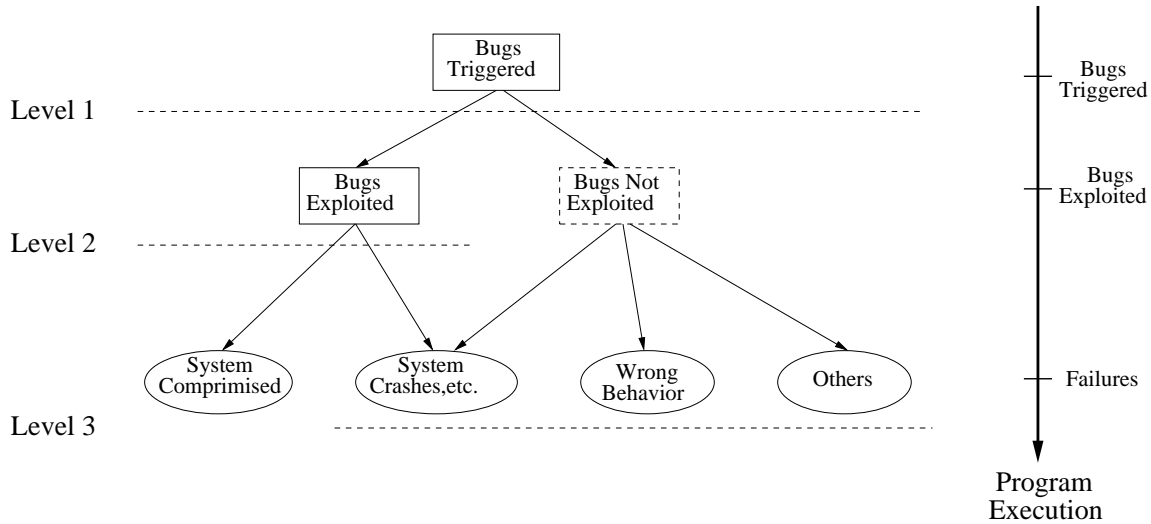 Bugs
Triggered
Level 1
Bugs
Exploited
Bugs Not
Exploited
Level 2
System
Comprimised
System
Crashes,etc.
Wrong
Behavior
Others
Level 3
Bugs
Triggered
Bugs
Exploited
Failures
Program
Execution